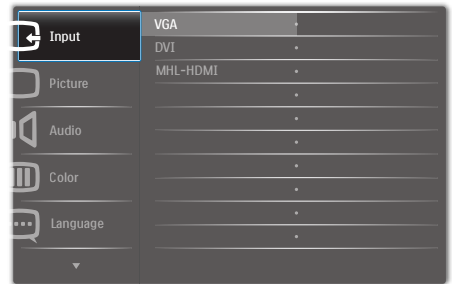 Input
Picture
Audio
Color
Language
VGA
DVI
MHL-HDMI